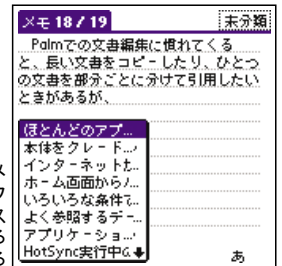 メモ 18 / 19
未分類
Palmでの文書編集に慣れてくる
と、長い文書をコピーしたり、ひとつ
の文書を部分ごとに分けて引用したい
ときがあるが、
ほとんどのアプ...
本体をクレード...
インターネット
ホーム画面から
いろいろな条件で
よく参照するデー...
アプリケーショ...
HotSync実行中
あ